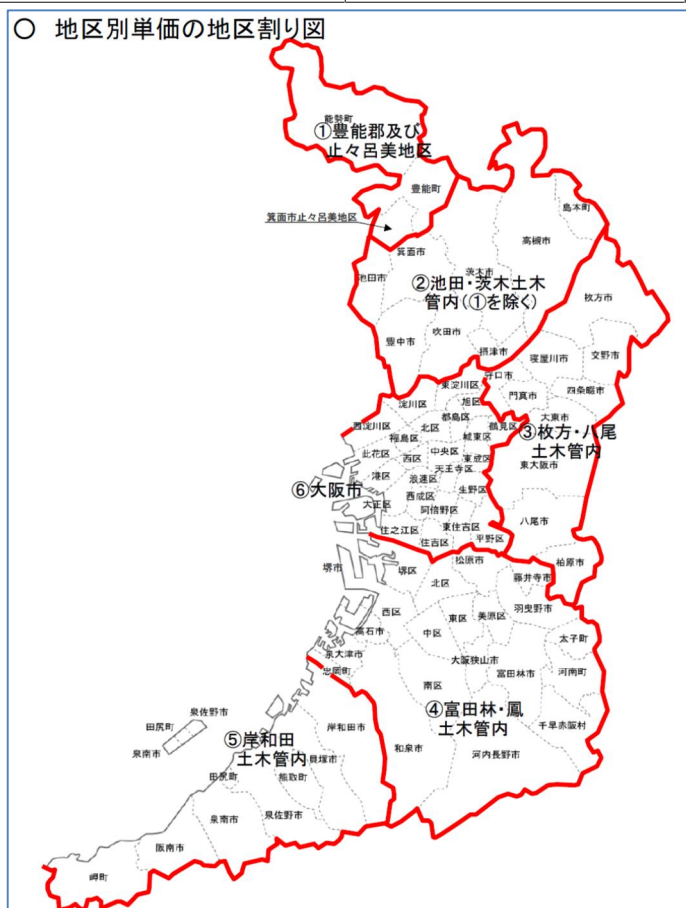 ○ 地区別単価の地区割り図
能勢町
①豊能郡及び
止々呂美地区
豊能町
箕面市止々呂美地区
島本町
高槻市
箕面市
茨木市
池田市
②池田・茨木土木
管内(①を除く)
枚方市
吹田市
豊中市
摂津市
寝屋川市
交野市
守口市
東淀川区
四条畷市
門真市
淀川区
旭区
大東市
都島区
西淀川区
北区
鶴見区
③枚方・八尾
土木管内
福島区
城東区
此花区
西区
中央区
東成区
東大阪市
天王寺区
港区
浪速区
生野区
⑥大阪市
西成区
大正区
阿倍野区
八尾市
住之江区
東住吉区
住吉区
平野区
松原市
柏原市
堺市
堺区
北区
藤井寺市
西区
東区
美原区
羽曳野市
高石市
中区
太子町
泉大津市
大阪狭山市
忠岡町
富田林市
河南町
南区
④富田林・鳳
土木管内
泉佐野市
田尻町
泉南市
岸和田市
千早赤阪村
⑤岸和田
土木管内
和泉市
河内長野市
貝塚市
田尻町
熊取町
泉南市
泉佐野市
阪南市
岬町